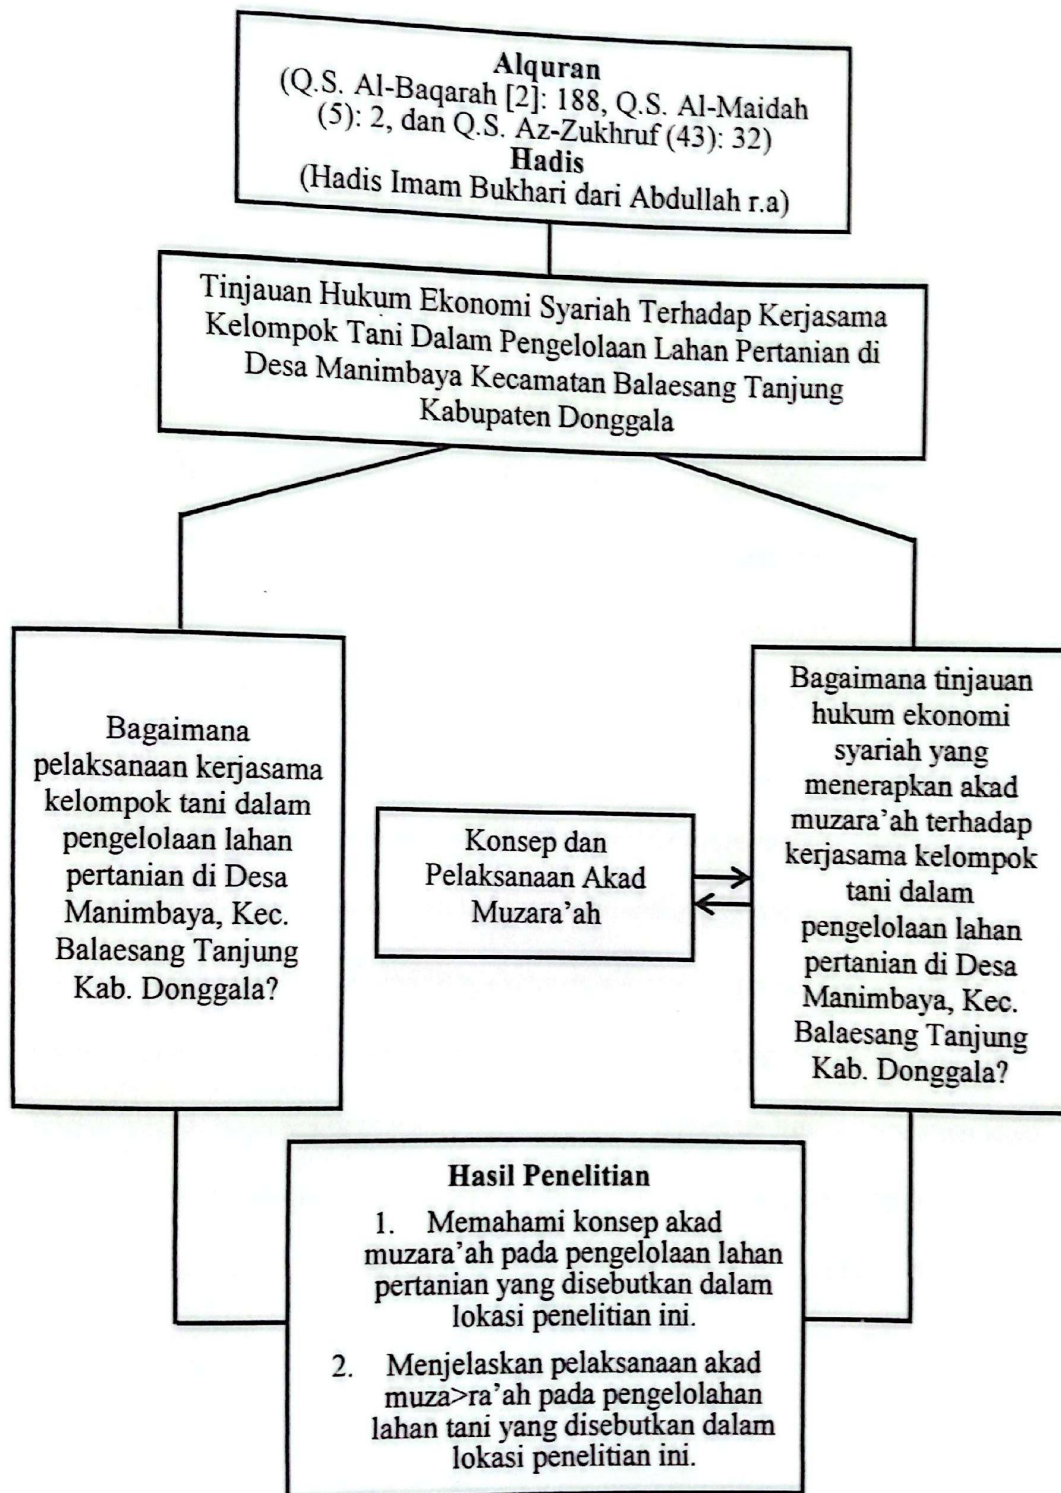 Alquran
(Q.S. Al-Baqarah [2]: 188, Q.S. Al-Maidah
(5): 2, dan Q.S. Az-Zukhruf (43): 32)
Hadis
(Hadis Imam Bukhari dari Abdullah r.a)
Tinjauan Hukum Ekonomi Syariah Terhadap Kerjasama
Kelompok Tani Dalam Pengelolaan Lahan Pertanian di
Desa Manimbaya Kecamatan Balaesang Tanjung
Kabupaten Donggala
Bagaimana
pelaksanaan kerjasama
kelompok tani dalam
pengelolaan lahan
pertanian di Desa
Manimbaya, Kec.
Balaesang Tanjung
Kab. Donggala?
Konsep dan
Pelaksanaan Akad
Muzara'ah
Bagaimana tinjauan
hukum ekonomi
syariah yang
menerapkan akad
muzara'ah terhadap
kerjasama kelompok
tani dalam
pengelolaan lahan
pertanian di Desa
Manimbaya, Kec.
Balaesang Tanjung
Kab. Donggala?
Hasil Penelitian
1. Memahami konsep akad
muzara'ah pada pengelolaan lahan
pertanian yang disebutkan dalam
lokasi penelitian ini.
2. Menjelaskan pelaksanaan akad
muza>ra'ah pada pengelolahan
lahan tani yang disebutkan dalam
lokasi penelitian ini.